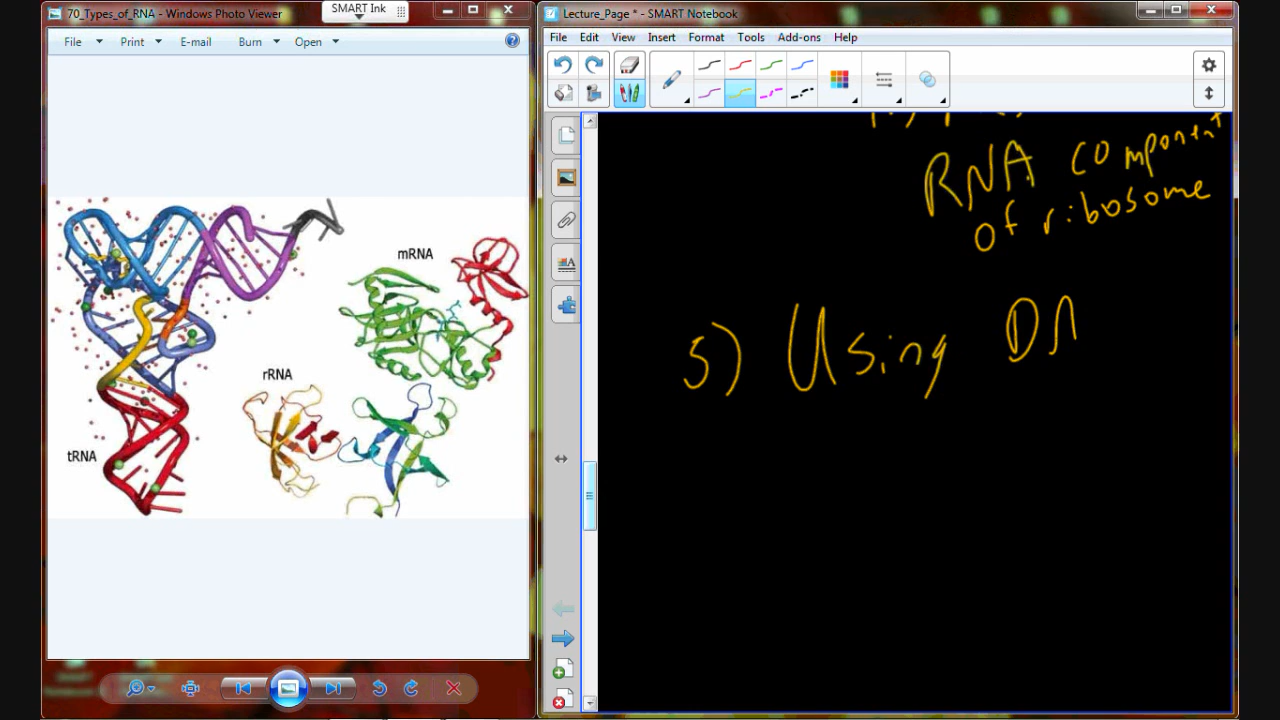 70_Types_of_RNA - Windows Photo Viewer
SMART Ink
File Print E-mail Burn Open
mRNA
rRNA
tRNA
Lecture_Page * - SMART Notebook
File Edit View Insert Format Tools Add-ons Help
RNA component
of ribosome
5) Using